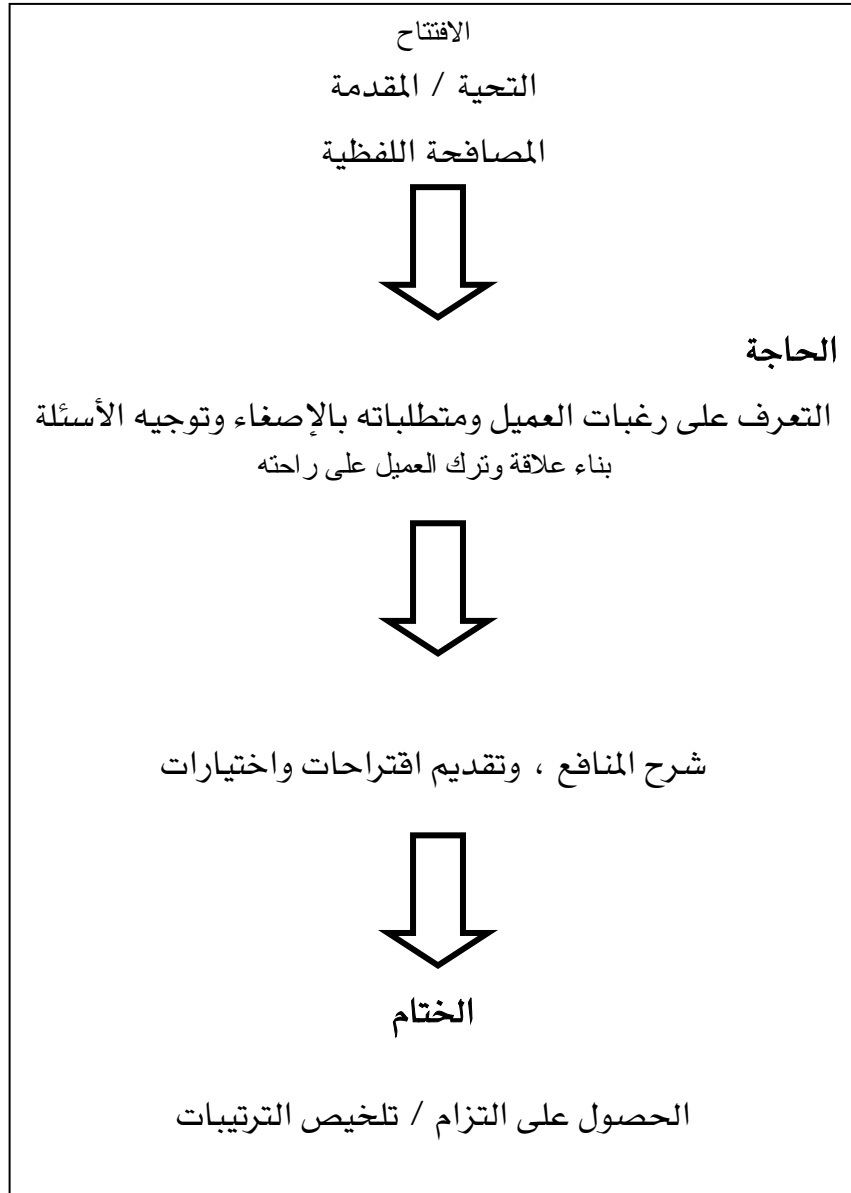 الافتتاح
التحية / المقدمة
المصافحة اللفظية
الحاجة
التعرف على رغبات العميل ومتطلباته بالإصغاء وتوجيه الأسئلة
بناء علاقة وترك العميل على راحته
شرح المنافع ، وتقديم اقتراحات واختيارات
الختام
الحصول على التزام / تلخيص الترتيبات